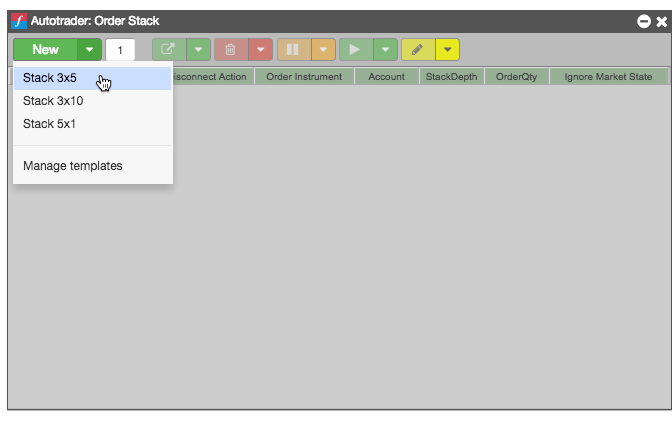 f Autotrader: Order Stack
New 1
Stack 3x5 isconnect Action Order Instrument Account StackDepth OrderQty Ignore Market State
Stack 3x10
Stack 5x1
Manage templates